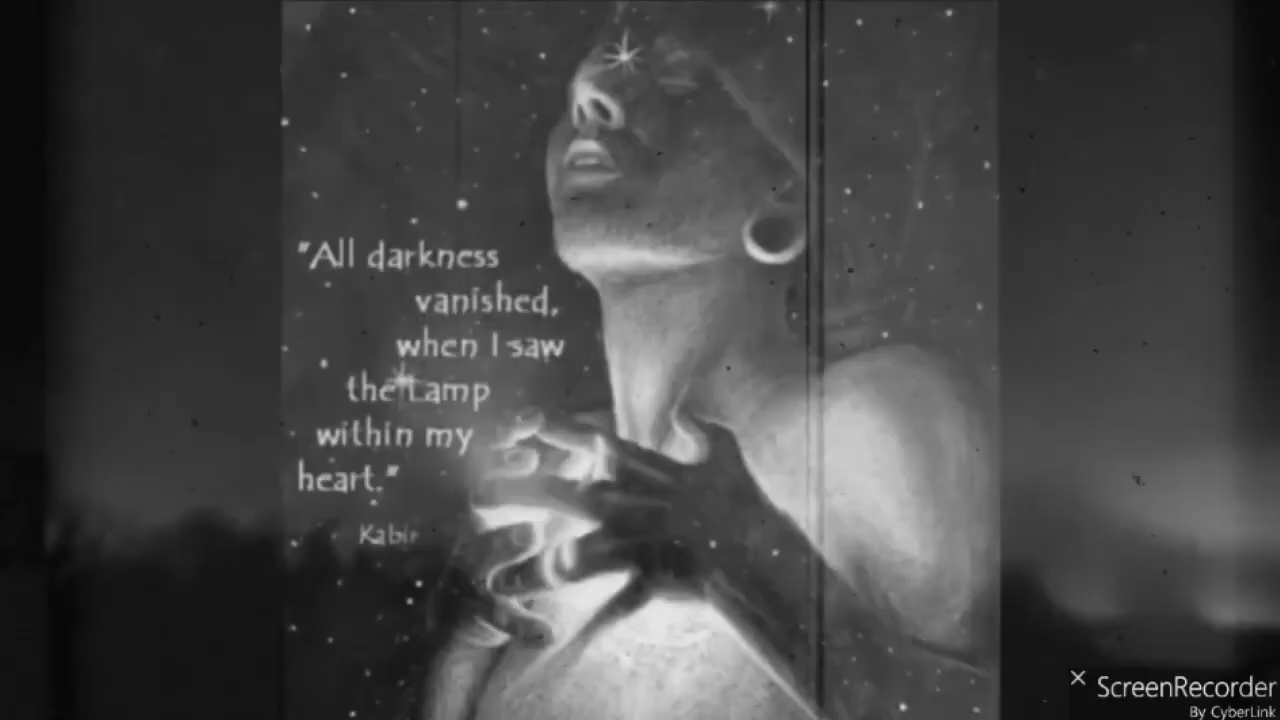 "All darkness
vanished,
when I saw
the Lamp
within my
heart."
Kabir
× ScreenRecorder
By CyberLink